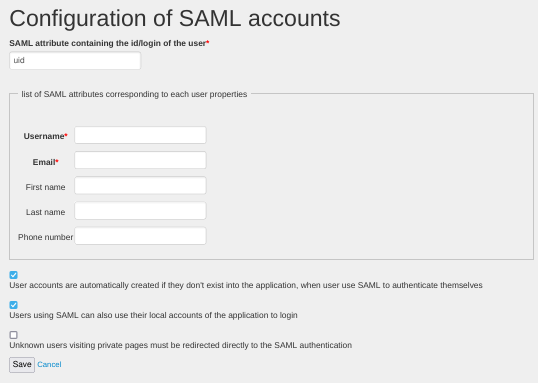 Configuration of SAML accounts
SAML attribute containing the id/login of the user*
uid
list of SAML attributes corresponding to each user properties
Username*
Email*
First name
Last name
Phone number
User accounts are automatically created if they don't exist into the application, when user use SAML to authenticate themselves
Users using SAML can also use their local accounts of the application to login
Unknown users visiting private pages must be redirected directly to the SAML authentication
Save Cancel